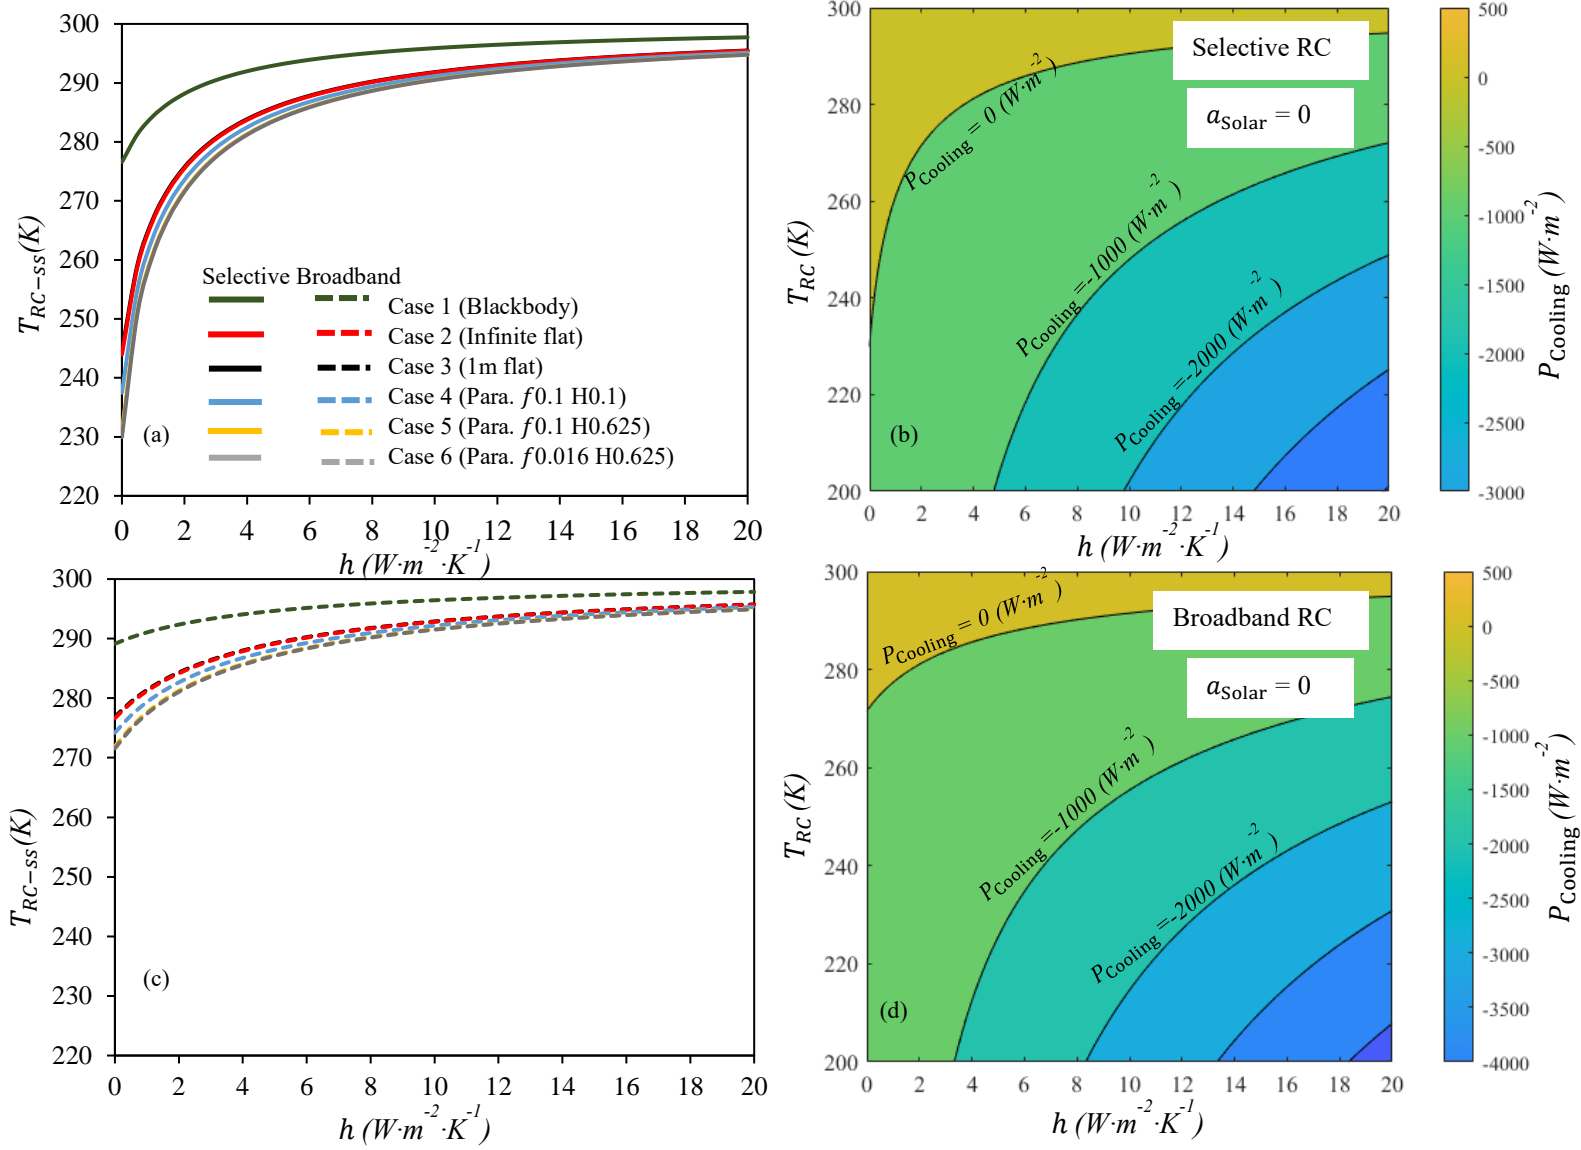 300
290
280
270
260
250
240
230
220
T_RC−ss(K)
Selective Broadband
Case 1 (Blackbody)
Case 2 (Infinite flat)
Case 3 (1m flat)
Case 4 (Para. f0.1 H0.1)
Case 5 (Para. f0.1 H0.625)
Case 6 (Para. f0.016 H0.625)
(a)
0 2 4 6 8 10 12 14 16 18 20
h (W·m⁻²·K⁻¹)
300
280
260
240
220
200
T_RC (K)
Selective RC
a_Solar = 0
P_Cooling = 0 (W·m⁻²)
P_Cooling =-1000 (W·m⁻²)
P_Cooling =-2000 (W·m⁻²)
(b)
0 2 4 6 8 10 12 14 16 18 20
h (W·m⁻²·K⁻¹)
500
0
-500
-1000
-1500
-2000
-2500
-3000
P_Cooling (W·m⁻²)
300
290
280
270
260
250
240
230
220
T_RC−ss(K)
(c)
0 2 4 6 8 10 12 14 16 18 20
h (W·m⁻²·K⁻¹)
300
280
260
240
220
200
T_RC (K)
Broadband RC
a_Solar = 0
P_Cooling = 0 (W·m⁻²)
P_Cooling =-1000 (W·m⁻²)
P_Cooling =-2000 (W·m⁻²)
(d)
0 2 4 6 8 10 12 14 16 18 20
h (W·m⁻²·K⁻¹)
500
0
-500
-1000
-1500
-2000
-2500
-3000
-3500
-4000
P_Cooling (W·m⁻²)